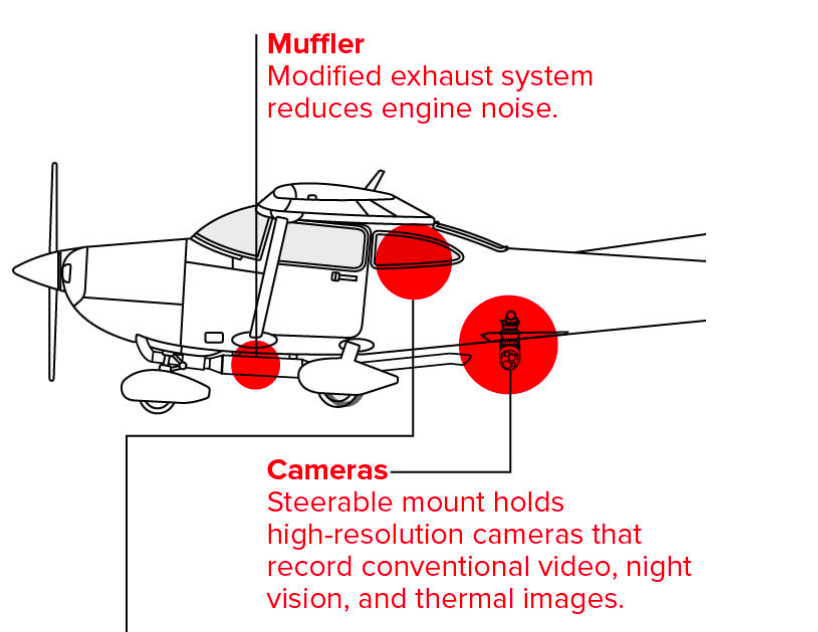 Muffler
Modified exhaust system
reduces engine noise.
Cameras
Steerable mount holds
high-resolution cameras that
record conventional video, night
vision, and thermal images.